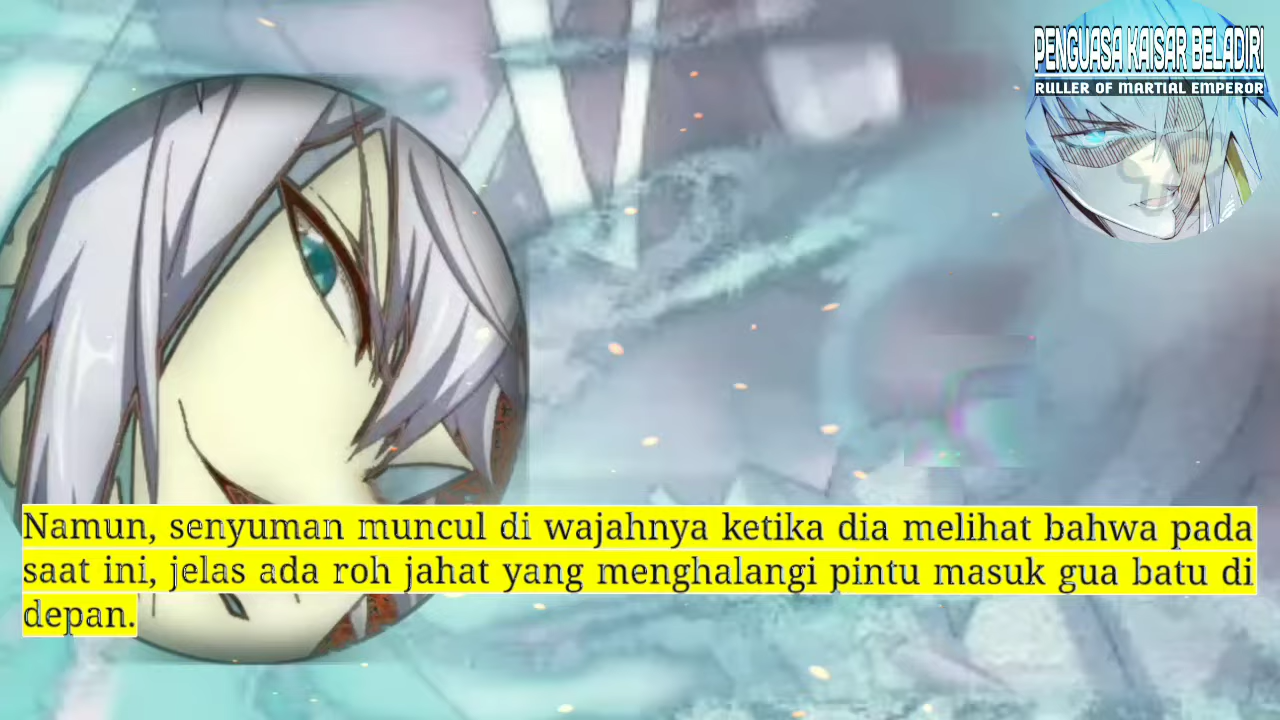 PENGUASA KAISAR BELADIRI
RULLER OF MARTIAL EMPEROR
Namun, senyuman muncul di wajahnya ketika dia melihat bahwa pada
saat ini, jelas ada roh jahat yang menghalangi pintu masuk gua batu di
depan.